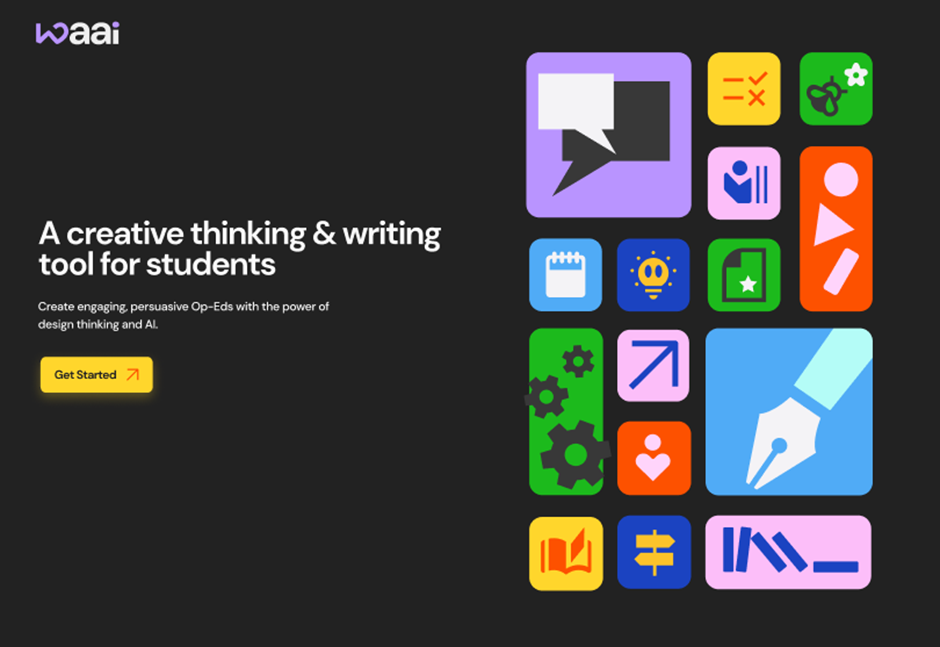 waai
A creative thinking & writing
tool for students
Create engaging, persuasive Op-Eds with the power of
design thinking and AI.
Get Started